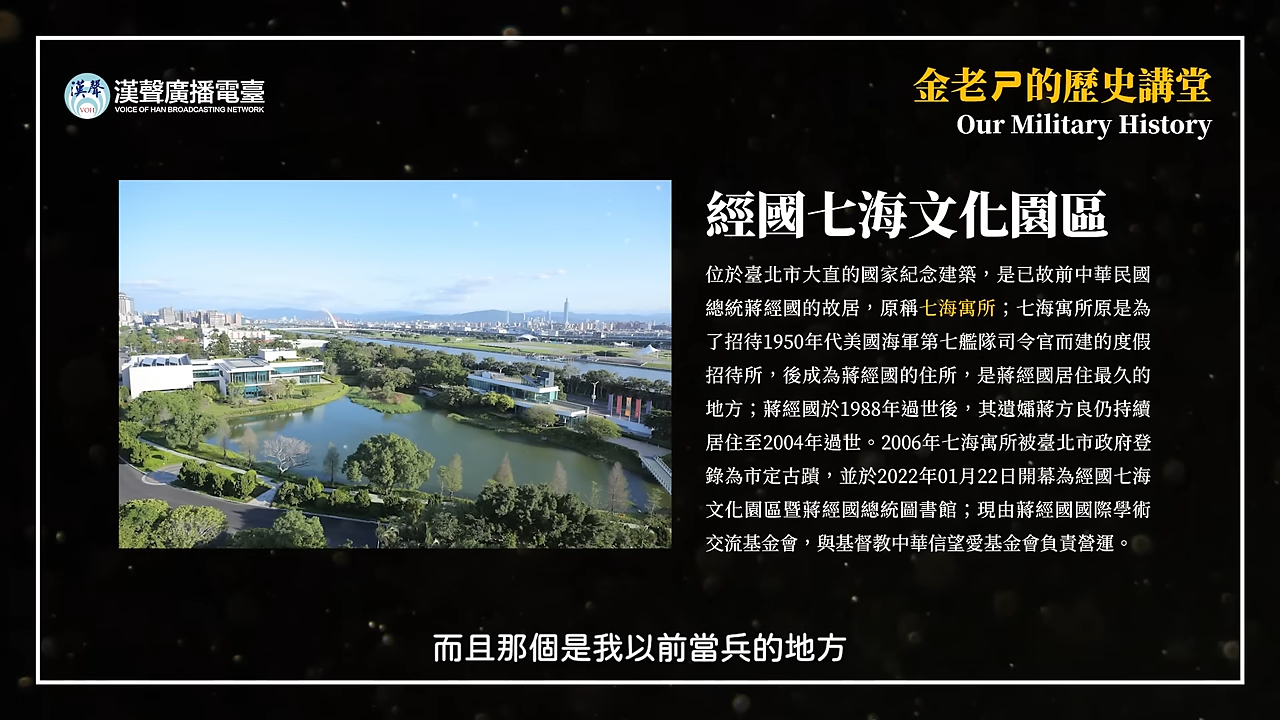 漢聲
VOH
漢聲廣播電臺
VOICE OF HAN BROADCASTING NETWORK
金老ㄕ的歷史講堂
Our Military History
經國七海文化園區
位於臺北市大直的國家紀念建築，是已故前中華民國
總統蔣經國的故居，原稱七海寓所；七海寓所原是為
了招待1950年代美國海軍第七艦隊司令官而建的度假
招待所，後成為蔣經國的住所，是蔣經國居住最久的
地方；蔣經國於1988年過世後，其遺孀蔣方良仍持續
居住至2004年過世。2006年七海寓所被臺北市政府登
錄為市定古蹟，並於2022年01月22日開幕為經國七海
文化園區暨蔣經國總統圖書館；現由蔣經國國際學術
交流基金會，與基督教中華信望愛基金會負責營運。
而且那個是我以前當兵的地方